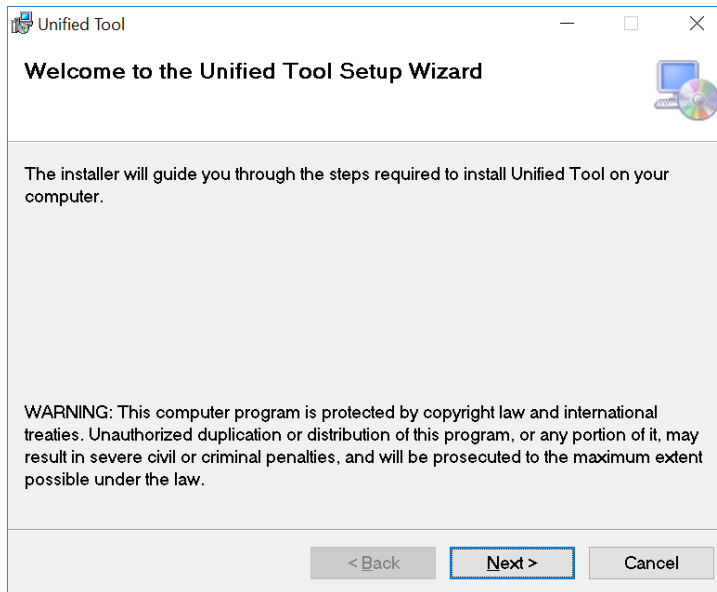 Unified Tool
Welcome to the Unified Tool Setup Wizard
The installer will guide you through the steps required to install Unified Tool on your
computer.
WARNING: This computer program is protected by copyright law and international
treaties. Unauthorized duplication or distribution of this program, or any portion of it, may
result in severe civil or criminal penalties, and will be prosecuted to the maximum extent
possible under the law.
< Back Next > Cancel